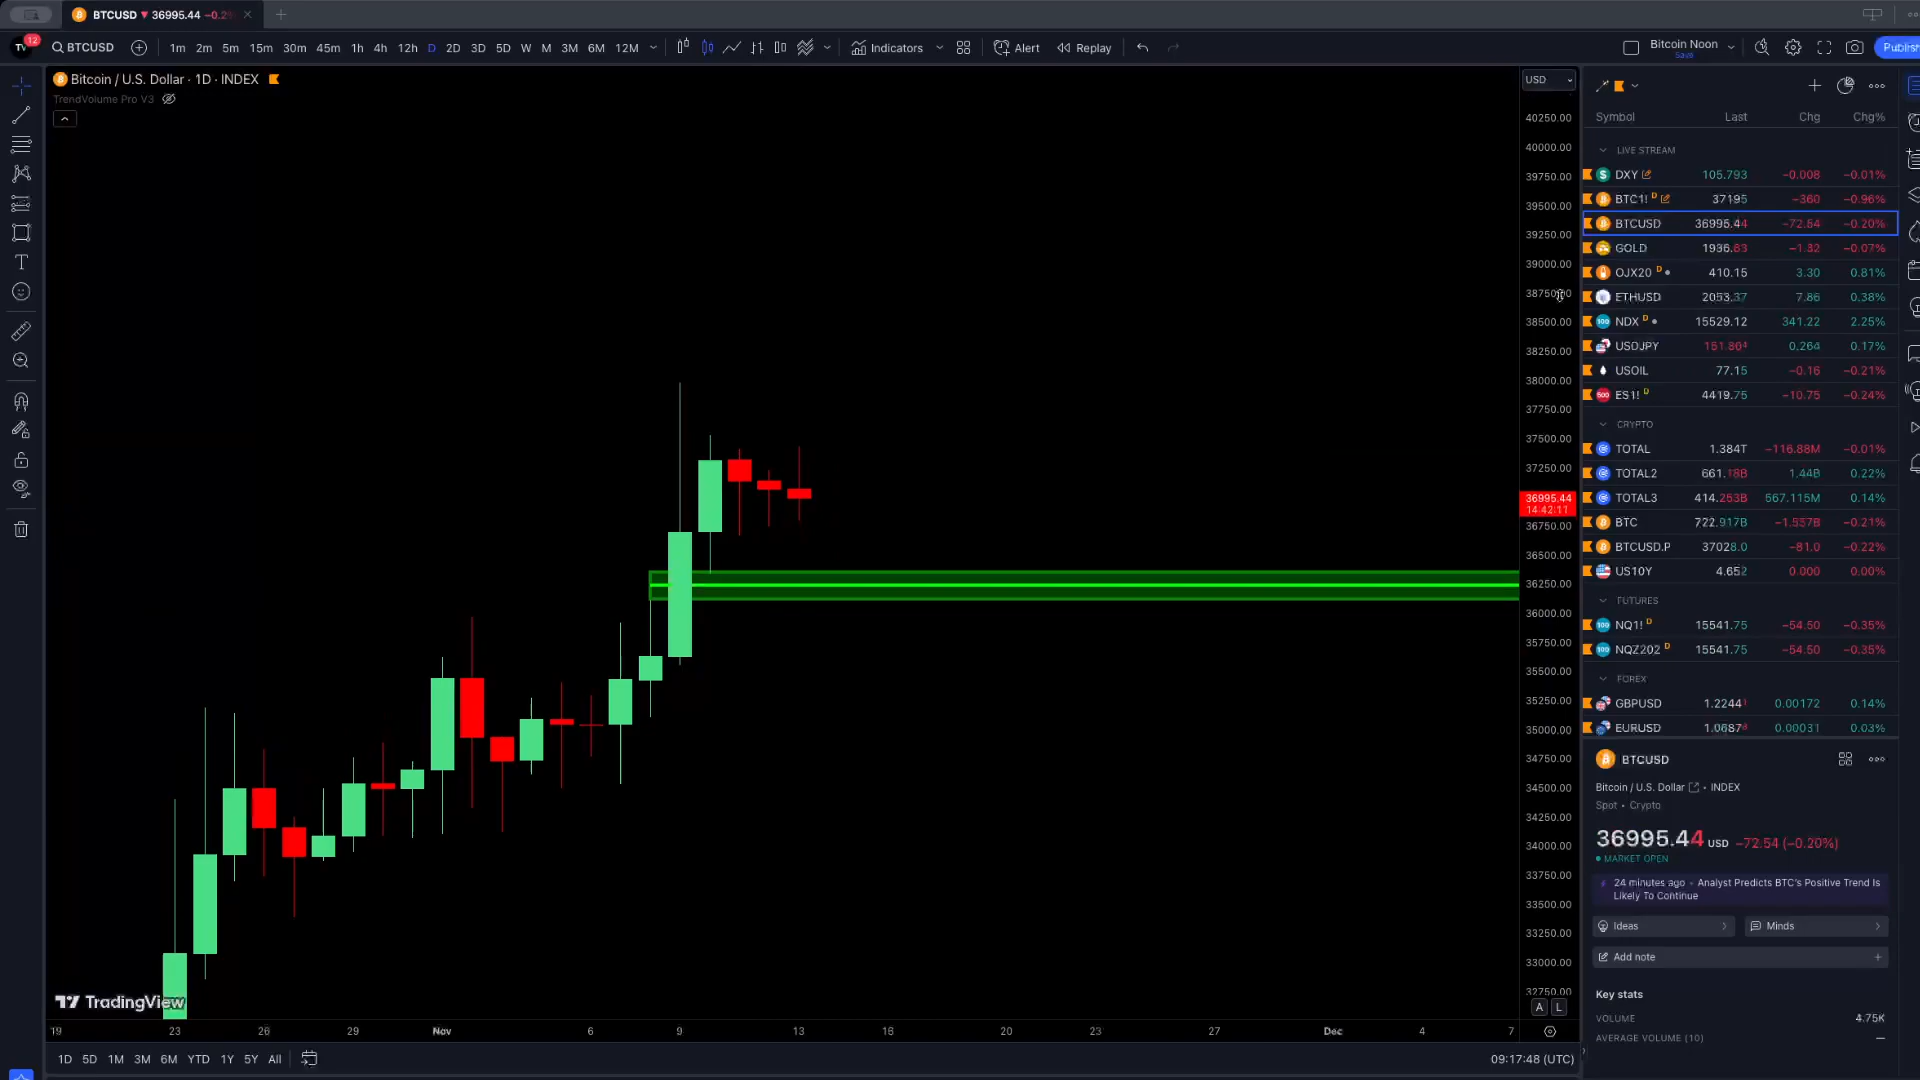 BTCUSD ▼ 36995.44 −0.2
12
BTCUSD 1m 2m 5m 15m 30m 45m 1h 4h 12h D 2D 3D 5D W M 3M 6M 12M Indicators Alert Replay Bitcoin Noon Publish
Save
Bitcoin / U.S. Dollar · 1D · INDEX
TrendVolume Pro V3
USD
40250.00
40000.00
39750.00
39500.00
39250.00
39000.00
38500.00
38250.00
38000.00
37750.00
37500.00
37250.00
36995.44
14:42:11
36750.00
36500.00
36250.00
36000.00
35750.00
35500.00
35250.00
35000.00
34750.00
34500.00
34250.00
34000.00
33750.00
33500.00
33250.00
33000.00
32750.00
A L
TradingView
19 23 26 29 Nov 6 9 13 16 20 23 27 Dec 4 7
1D 5D 1M 3M 6M YTD 1Y 5Y All 09:17:48 (UTC)
Symbol Last Chg Chg%
LIVE STREAM
DXY 105.793 −0.008 −0.01%
BTC1! D 37195 −360 −0.96%
BTCUSD 36995.44 −72.54 −0.20%
GOLD 1936.63 −1.32 −0.07%
OJX20 D 410.15 3.30 0.81%
ETHUSD 2053.37 7.86 0.38%
NDX D 15529.12 341.22 2.25%
USDJPY 151.804 0.264 0.17%
USOIL 77.15 −0.16 −0.21%
ES1! D 4419.75 −10.75 −0.24%
CRYPTO
TOTAL 1.384T −116.88M −0.01%
TOTAL2 661.18B 1.44B 0.22%
TOTAL3 414.253B 567.115M 0.14%
BTC 722.917B −1.537B −0.21%
BTCUSD.P 37028.0 −81.0 −0.22%
US10Y 4.652 0.000 0.00%
FUTURES
NQ1! D 15541.75 −54.50 −0.35%
NQZ202 D 15541.75 −54.50 −0.35%
FOREX
GBPUSD 1.2244 0.00172 0.14%
EURUSD 1.0687 0.00031 0.03%
BTCUSD
Bitcoin / U.S. Dollar • INDEX
Spot • Crypto
36995.44 USD −72.54 (−0.20%)
MARKET OPEN
24 minutes ago • Analyst Predicts BTC's Positive Trend Is
Likely To Continue
Ideas Minds
Add note
Key stats
VOLUME 4.75K
AVERAGE VOLUME (10) —